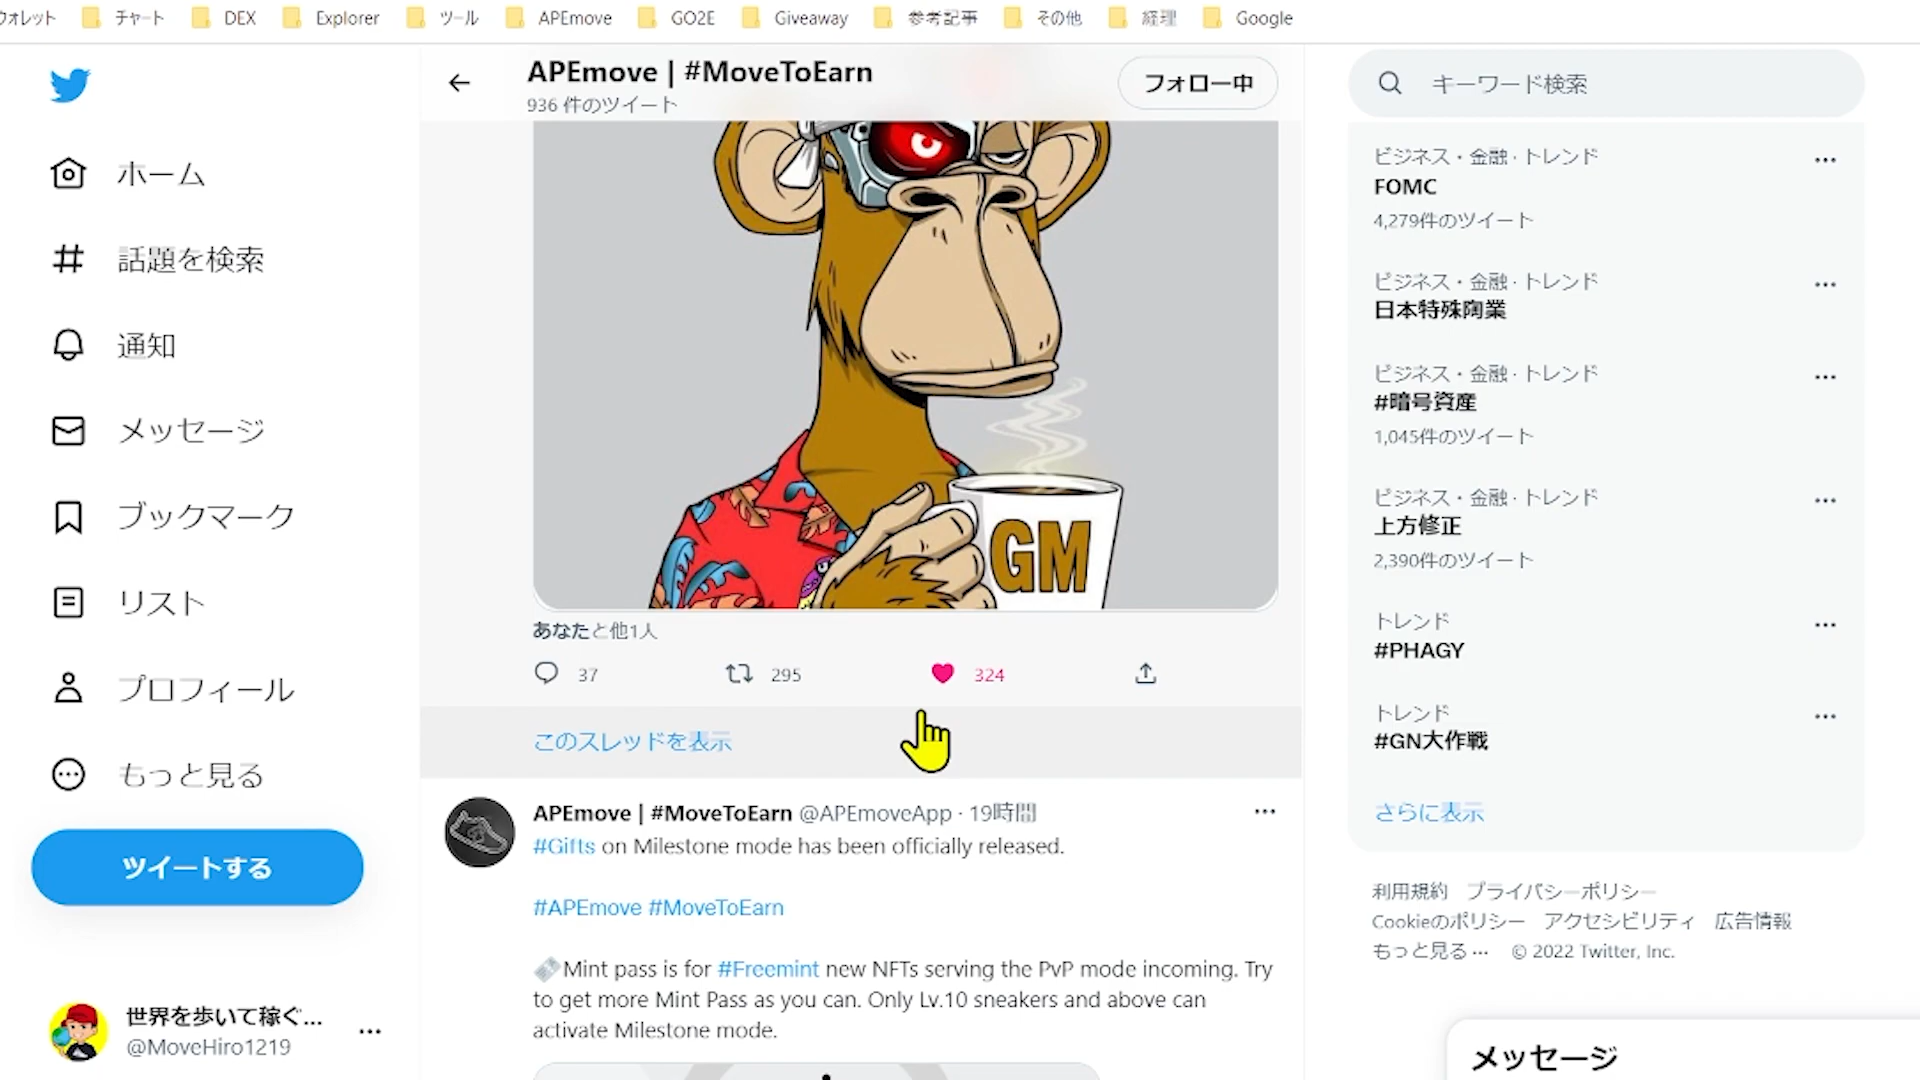 ウォレット チャート DEX Explorer ツール APEmove GO2E Giveaway 参考記事 その他 経理 Google
APEmove | #MoveToEarn
936 件のツイート
フォロー中
キーワード検索
ホーム
話題を検索
通知
メッセージ
ブックマーク
リスト
プロフィール
もっと見る
ツイートする
世界を歩いて稼ぐ...
@MoveHiro1219
GM
あなたと他1人
37 295 324
このスレッドを表示
APEmove | #MoveToEarn @APEmoveApp · 19時間
#Gifts on Milestone mode has been officially released.
#APEmove #MoveToEarn
Mint pass is for #Freemint new NFTs serving the PvP mode incoming. Try
to get more Mint Pass as you can. Only Lv.10 sneakers and above can
activate Milestone mode.
ビジネス・金融 · トレンド
FOMC
4,279件のツイート
ビジネス・金融 · トレンド
日本特殊陶業
ビジネス・金融 · トレンド
#暗号資産
1,045件のツイート
ビジネス・金融 · トレンド
上方修正
2,390件のツイート
トレンド
#PHAGY
トレンド
#GN大作戦
さらに表示
利用規約 プライバシーポリシー
Cookieのポリシー アクセシビリティ 広告情報
もっと見る ... © 2022 Twitter, Inc.
メッセージ